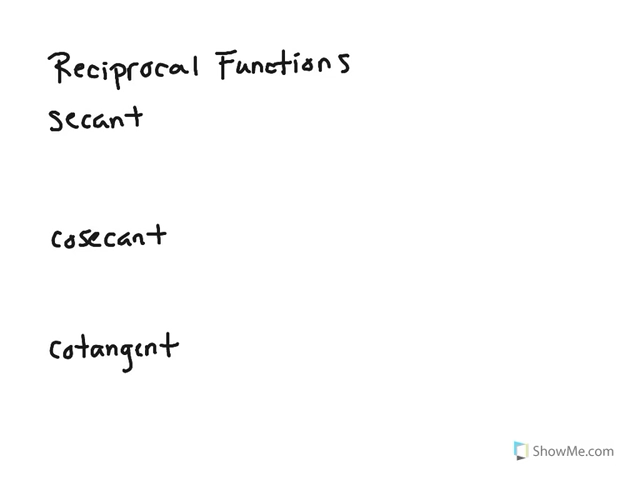 Reciprocal Functions
secant
cosecant
cotangent
ShowMe.com